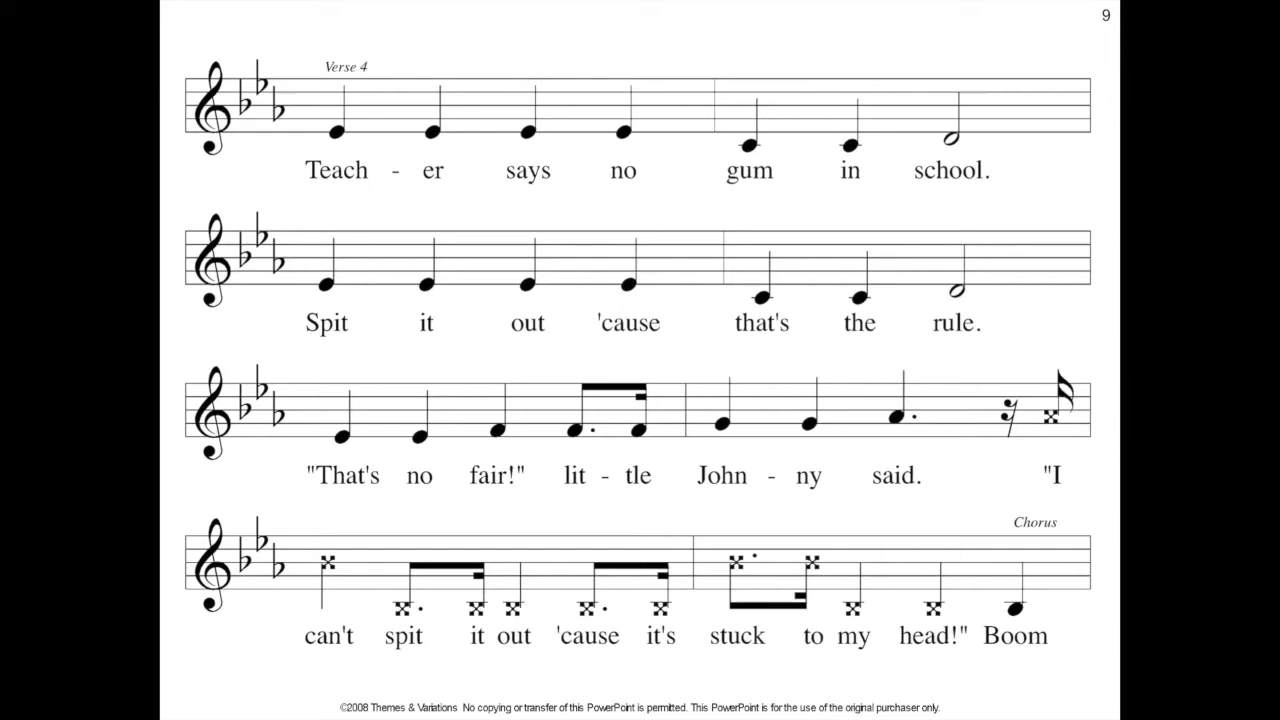 9
Verse 4
Teach - er says no gum in school.
Spit it out 'cause that's the rule.
"That's no fair!" lit - tle John - ny said. "I
Chorus
can't spit it out 'cause it's stuck to my head!" Boom
©2008 Themes & Variations No copying or transfer of this PowerPoint is permitted. This PowerPoint is for the use of the original purchaser only.